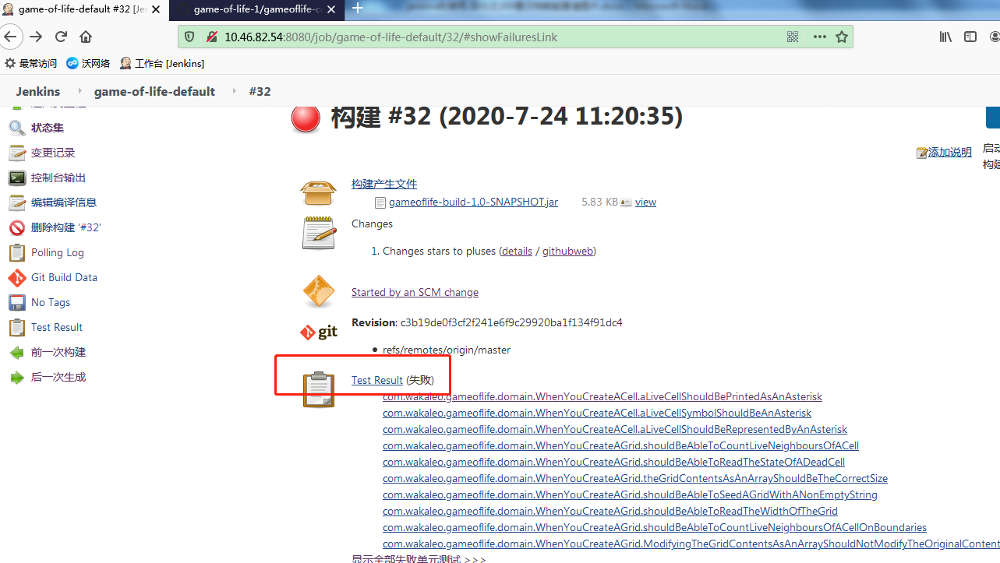 game-of-life-default #32 [Je
game-of-life-1/gameoflife-c
10.46.82.54:8080/job/game-of-life-default/32/#showFailuresLink
最常访问 沃网络 工作台 [Jenkins]
Jenkins game-of-life-default #32
状态集
变更记录
控制台输出
编辑编译信息
删除构建 ‘#32’
Polling Log
Git Build Data
No Tags
Test Result
前一次构建
后一次生成
构建 #32 (2020-7-24 11:20:35)
添加说明
启动
构建
构建产生文件
gameoflife-build-1.0-SNAPSHOT.jar 5.83 KB view
Changes
1. Changes stars to pluses (details / githubweb)
Started by an SCM change
git
Revision: c3b19de0f3cf2f241e6f9c29920ba1f134f91dc4
refs/remotes/origin/master
Test Result (失败)
com.wakaleo.gameoflife.domain.WhenYouCreateACell.aLiveCellShouldBePrintedAsAnAsterisk
com.wakaleo.gameoflife.domain.WhenYouCreateACell.aLiveCellSymbolShouldBeAnAsterisk
com.wakaleo.gameoflife.domain.WhenYouCreateACell.aLiveCellShouldBeRepresentedByAnAsterisk
com.wakaleo.gameoflife.domain.WhenYouCreateAGrid.shouldBeAbleToCountLiveNeighboursOfACell
com.wakaleo.gameoflife.domain.WhenYouCreateAGrid.shouldBeAbleToReadTheStateOfADeadCell
com.wakaleo.gameoflife.domain.WhenYouCreateAGrid.theGridContentsAsAnArrayShouldBeTheCorrectSize
com.wakaleo.gameoflife.domain.WhenYouCreateAGrid.shouldBeAbleToSeedAGridWithANonEmptyString
com.wakaleo.gameoflife.domain.WhenYouCreateAGrid.shouldBeAbleToReadTheWidthOfTheGrid
com.wakaleo.gameoflife.domain.WhenYouCreateAGrid.shouldBeAbleToCountLiveNeighboursOfACellOnBoundaries
com.wakaleo.gameoflife.domain.WhenYouCreateAGrid.ModifyingTheGridContentsAsAnArrayShouldNotModifyTheOriginalContent
显示全部失败单元测试 >>>